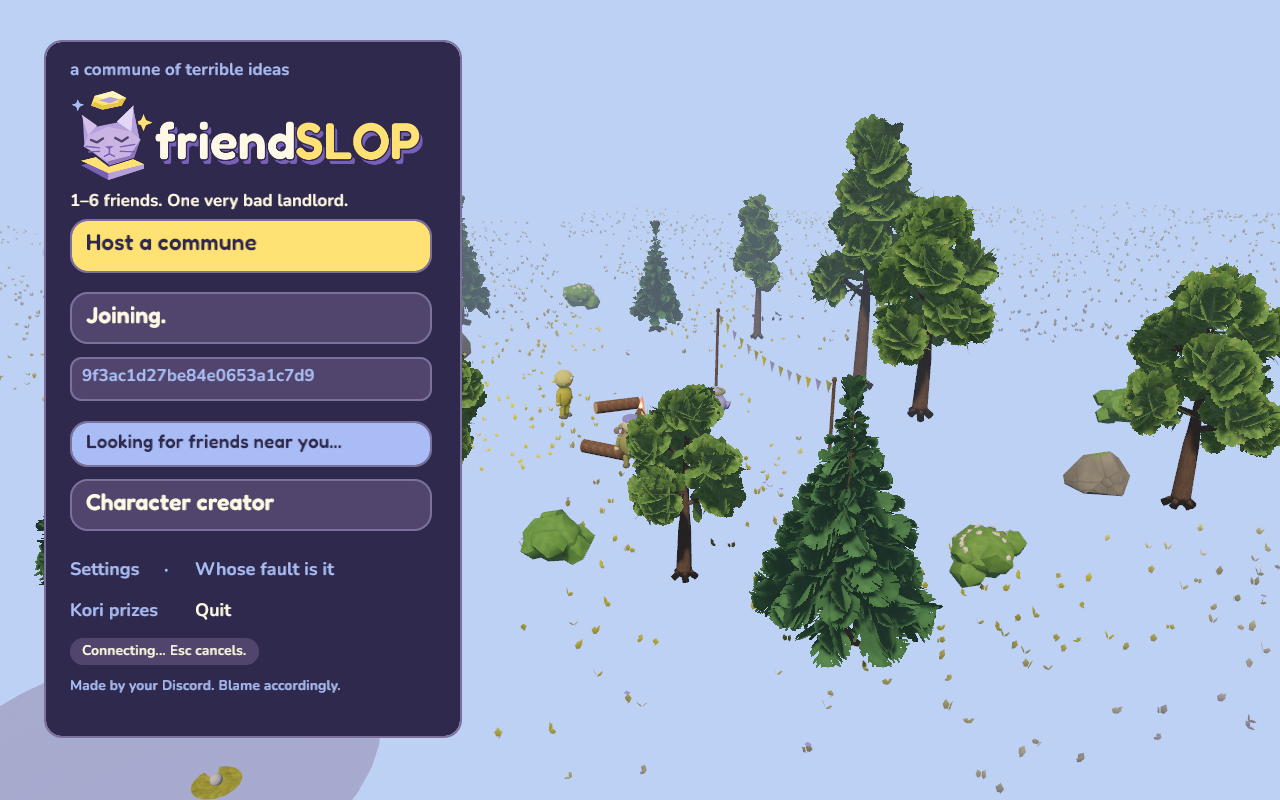 a commune of terrible ideas
friendSLOP
1–6 friends. One very bad landlord.
Host a commune
Joining.
9f3ac1d27be84e0653a1c7d9
Looking for friends near you...
Character creator
Settings · Whose fault is it
Kori prizes Quit
Connecting... Esc cancels.
Made by your Discord. Blame accordingly.